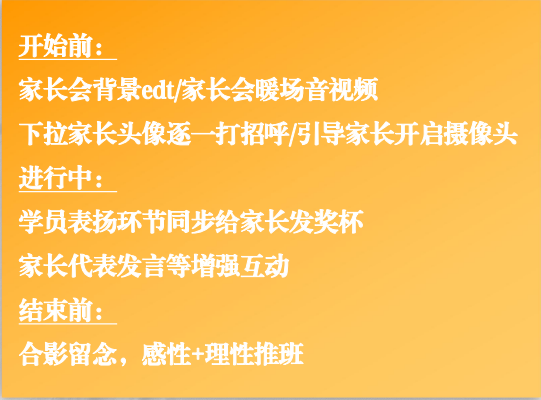 开始前：
家长会背景edt/家长会暖场音视频
下拉家长头像逐一打招呼/引导家长开启摄像头
进行中：
学员表扬环节同步给家长发奖杯
家长代表发言等增强互动
结束前：
合影留念，感性+理性推班